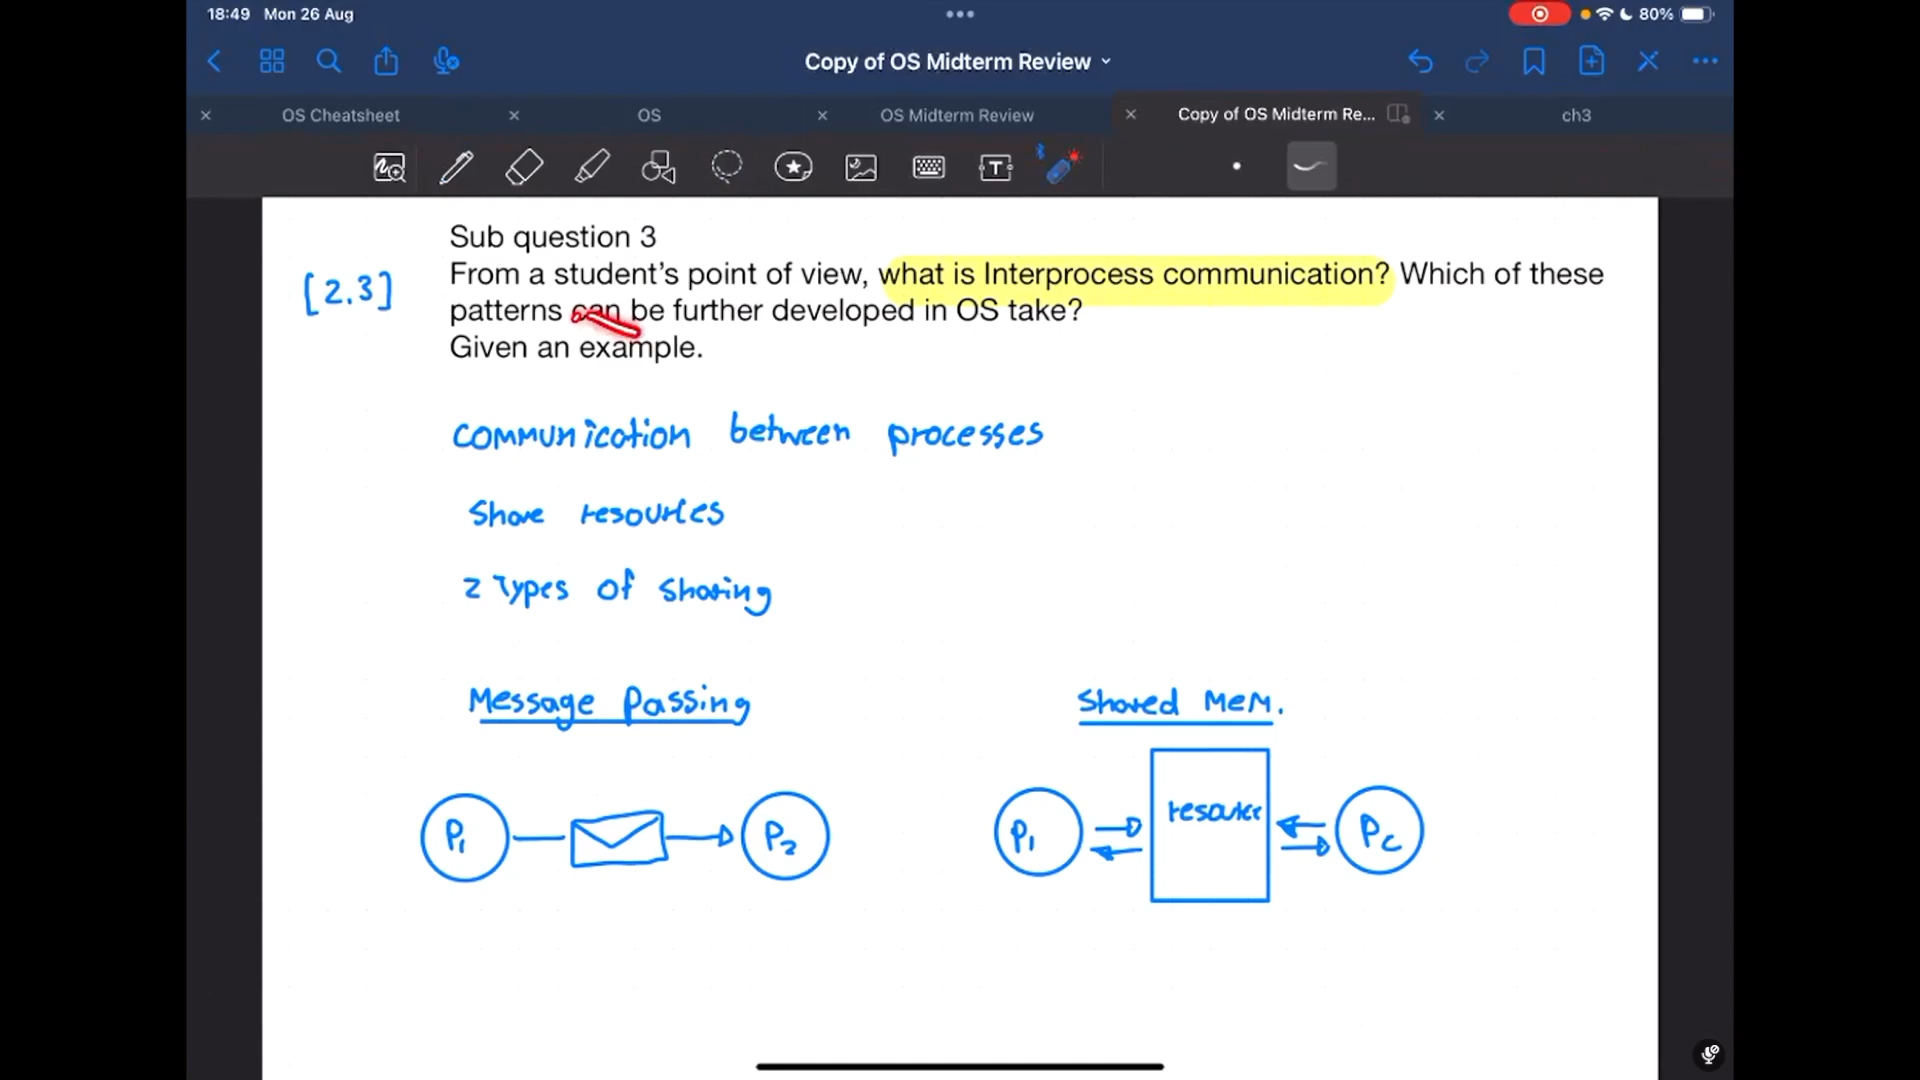 18:49 Mon 26 Aug
80%
Copy of OS Midterm Review
OS Cheatsheet
OS
OS Midterm Review
Copy of OS Midterm Re...
ch3
Sub question 3
[2.3]
From a student's point of view, what is Interprocess communication? Which of these
patterns can be further developed in OS take?
Given an example.
communication between processes
Share resources
2 Types of Sharing
Message Passing
Shared Mem.
P1
P2
P1
resource
P2